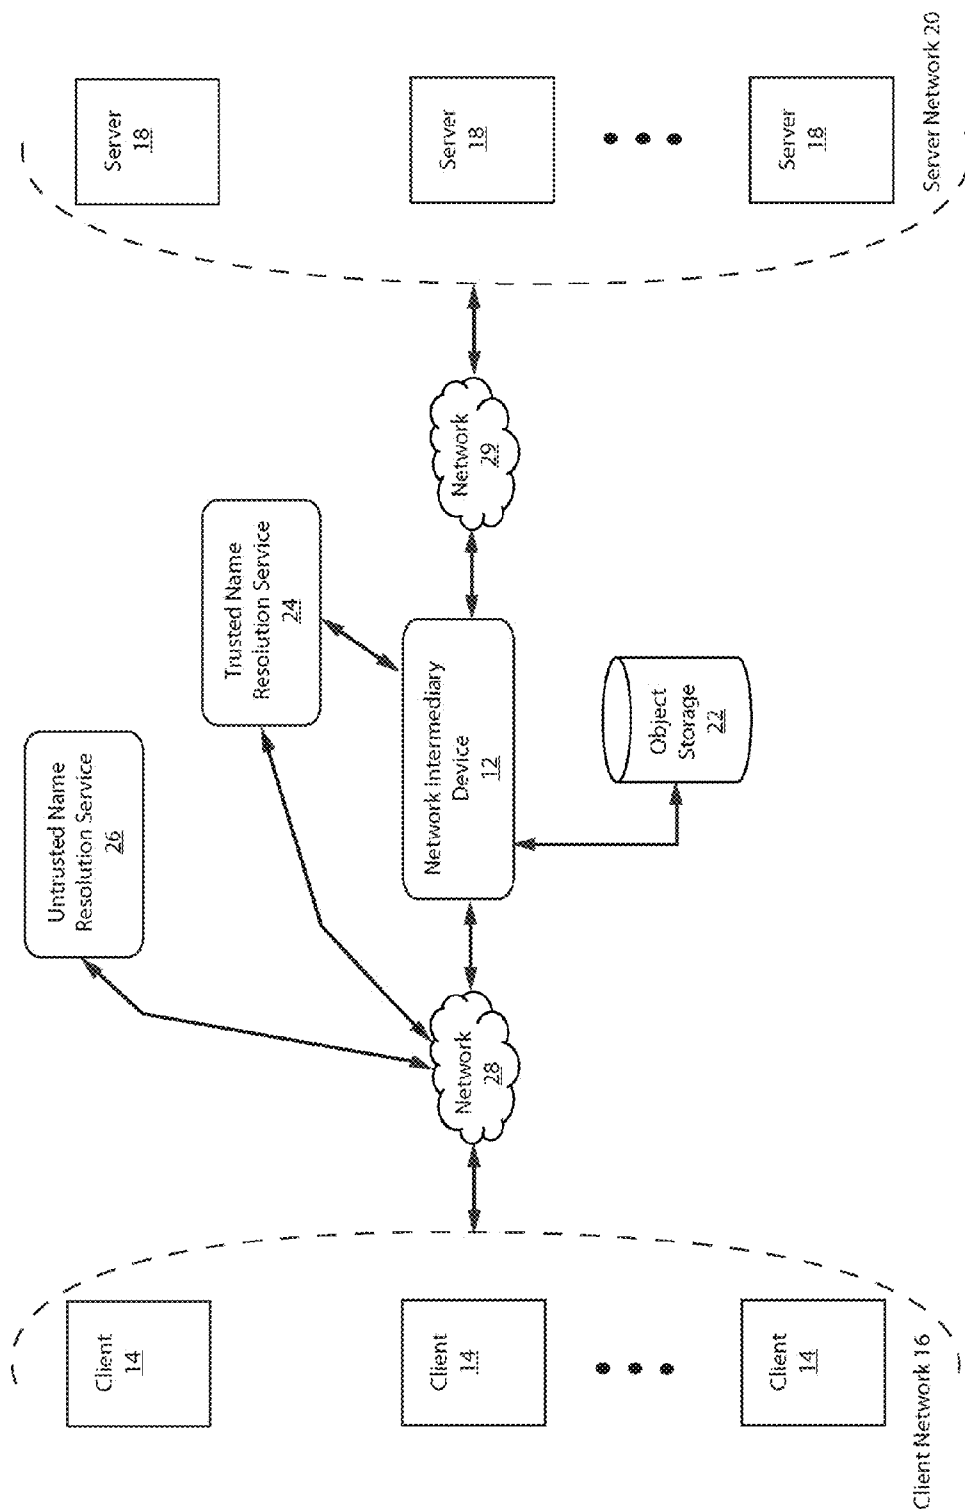 Untrusted Name
Resolution Service
26
Trusted Name
Resolution Service
24
Client
14
Client
14
Client
14
Client Network 16
Network
28
Network Intermediary
Device
12
Object
Storage
22
Network
29
Server
18
Server
18
Server
18
Server Network 20